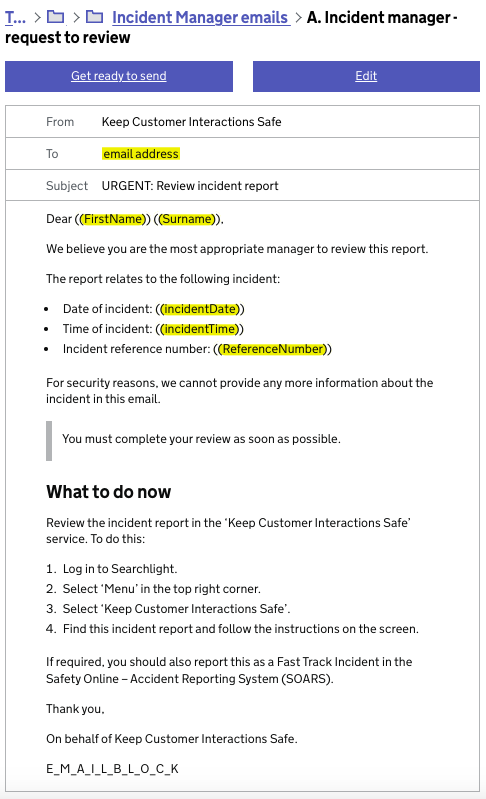 T... > > Incident Manager emails > A. Incident manager -
request to review
Get ready to send
Edit
From Keep Customer Interactions Safe
To email address
Subject URGENT: Review incident report
Dear ((FirstName)) ((Surname)),
We believe you are the most appropriate manager to review this report.
The report relates to the following incident:
• Date of incident: ((incidentDate))
• Time of incident: ((incidentTime))
• Incident reference number: ((ReferenceNumber))
For security reasons, we cannot provide any more information about the
incident in this email.
You must complete your review as soon as possible.
What to do now
Review the incident report in the ‘Keep Customer Interactions Safe’
service. To do this:
1. Log in to Searchlight.
2. Select ‘Menu’ in the top right corner.
3. Select ‘Keep Customer Interactions Safe’.
4. Find this incident report and follow the instructions on the screen.
If required, you should also report this as a Fast Track Incident in the
Safety Online – Accident Reporting System (SOARS).
Thank you,
On behalf of Keep Customer Interactions Safe.
E_M_A_I_L_B_L_O_C_K